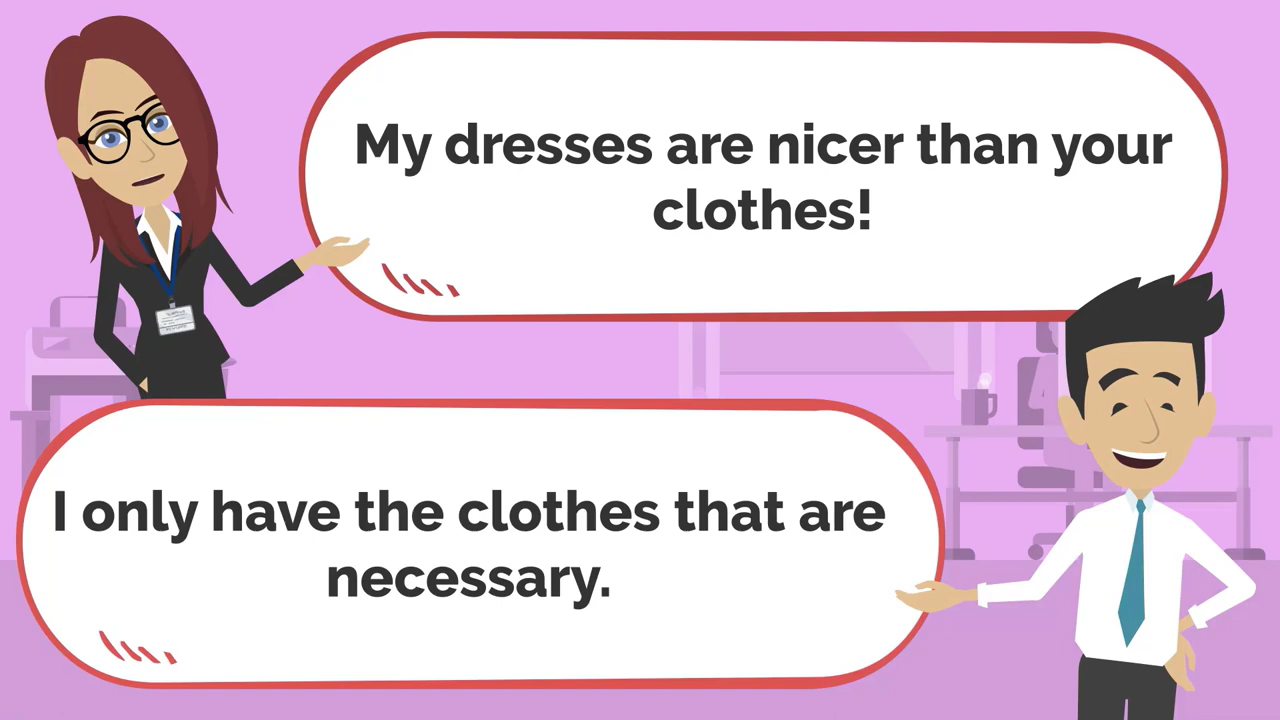 My dresses are nicer than your
clothes!
I only have the clothes that are
necessary.